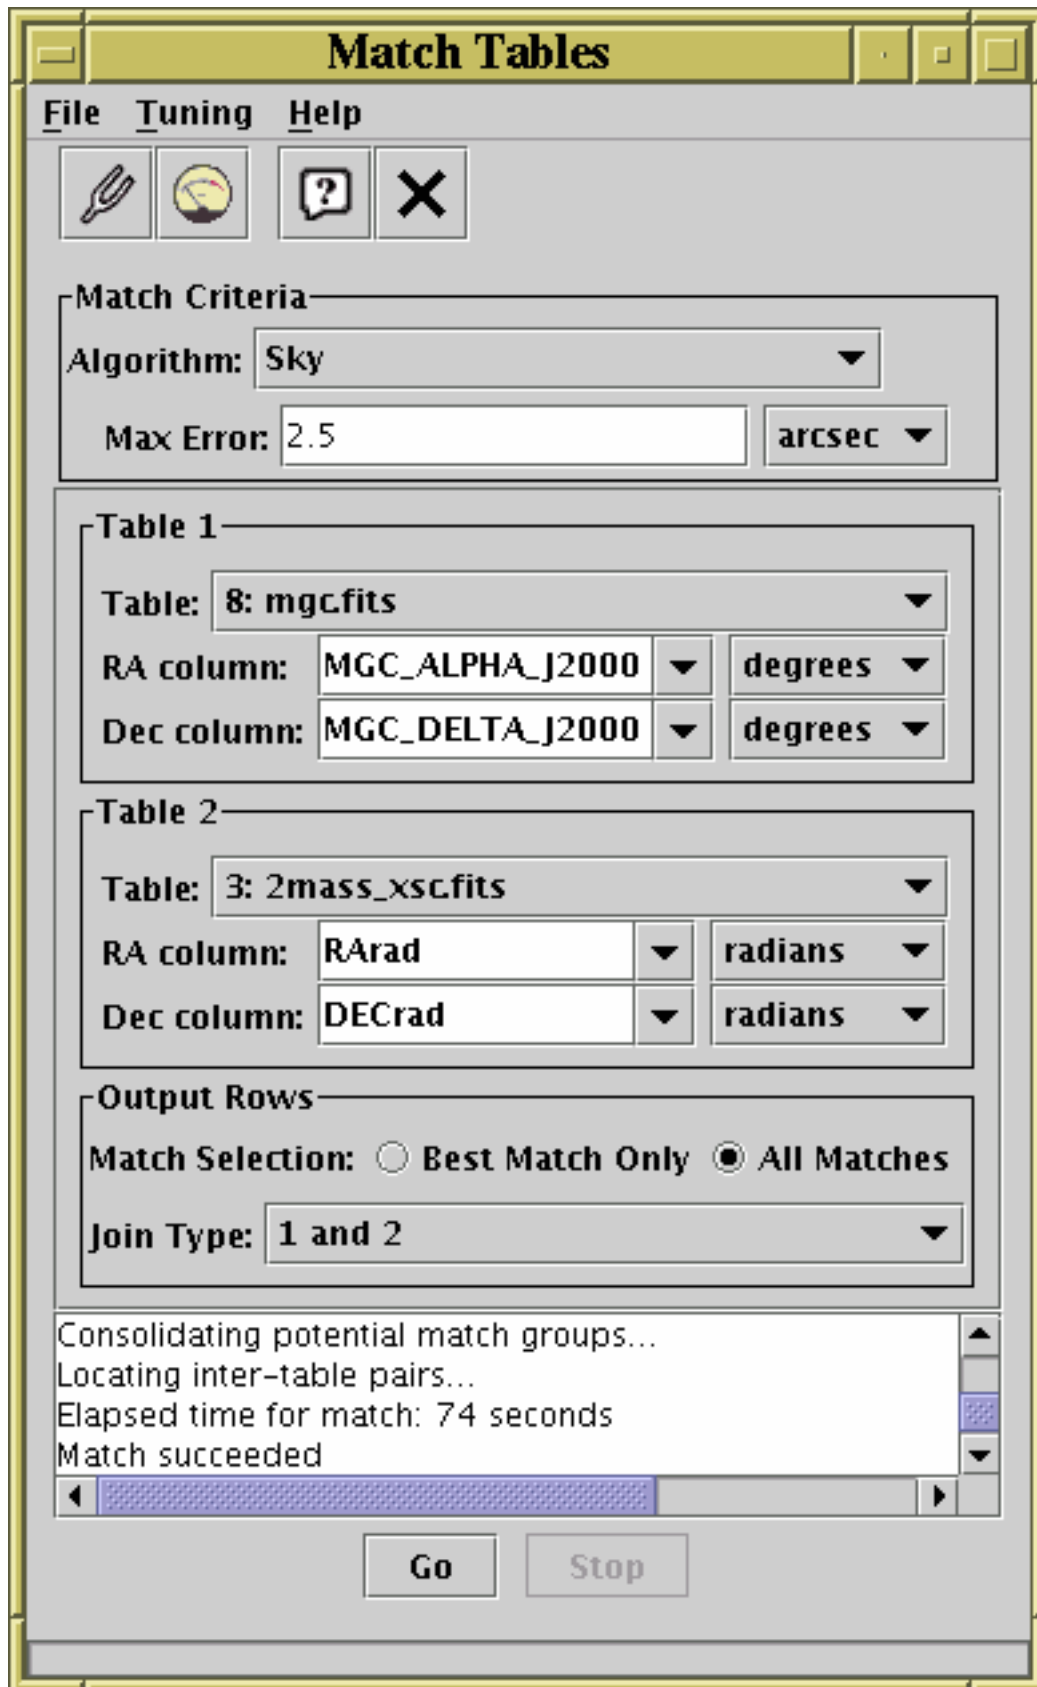 Match Tables
File Tuning Help
?
Match Criteria
Algorithm: Sky
Max Error: 2.5 arcsec
Table 1
Table: 8: mgc.fits
RA column: MGC_ALPHA_J2000 degrees
Dec column: MGC_DELTA_J2000 degrees
Table 2
Table: 3: 2mass_xsc.fits
RA column: RArad radians
Dec column: DECrad radians
Output Rows
Match Selection: Best Match Only All Matches
Join Type: 1 and 2
Consolidating potential match groups...
Locating inter-table pairs...
Elapsed time for match: 74 seconds
Match succeeded
Go Stop